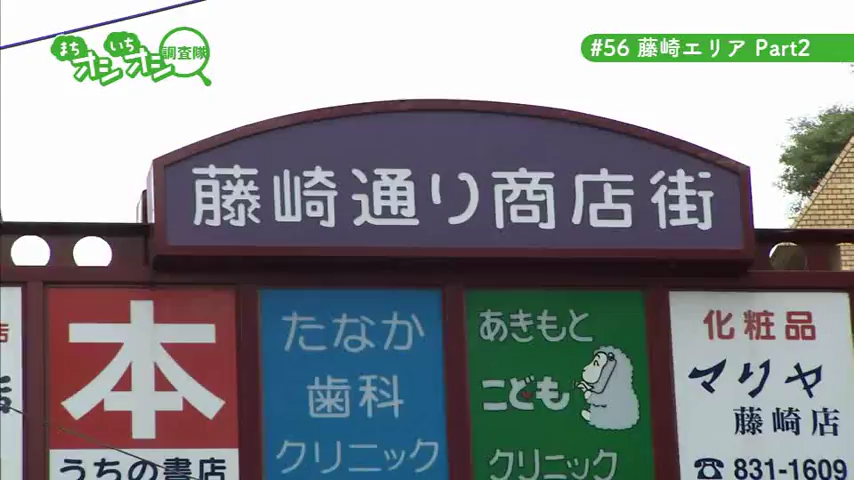 まち いち
オシオシ調査隊
#56 藤崎エリア Part2
藤崎通り商店街
本
うちの書店
たなか
歯科
クリニック
あきもと
こども
クリニック
化粧品
マリヤ
藤崎店
☎831-1609